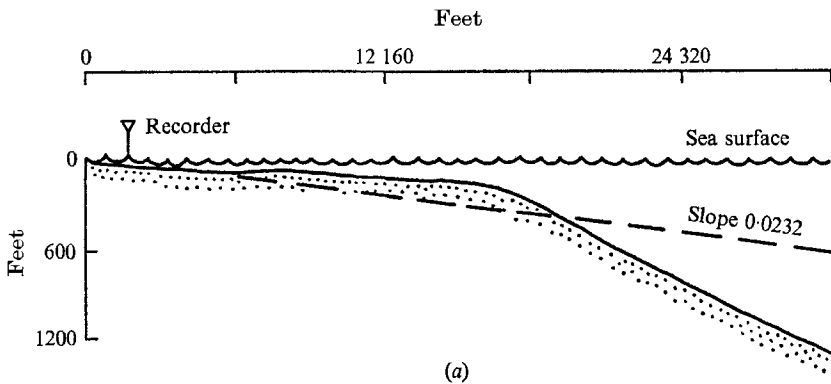 Feet
0 12 160 24 320
Recorder
Sea surface
0
Slope 0·0232
Feet
600
1200
(a)